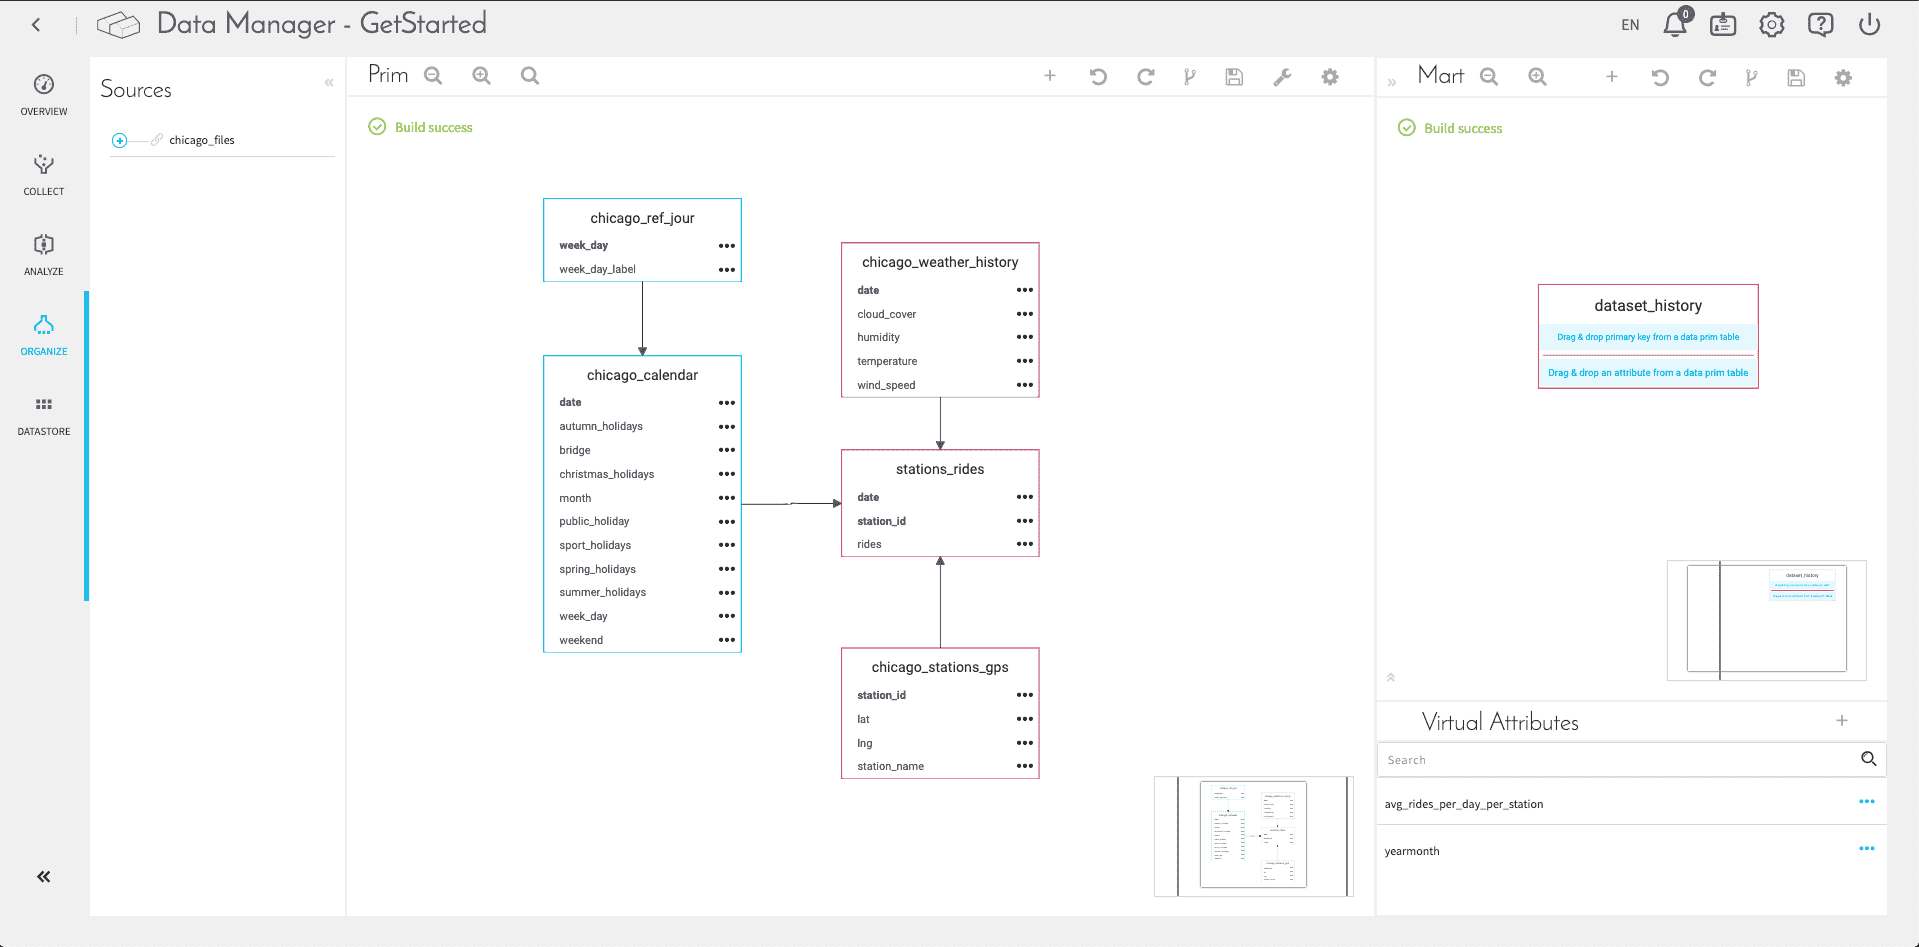 Data Manager - GetStarted
EN
0
OVERVIEW
COLLECT
ANALYZE
ORGANIZE
DATASTORE
Sources
chicago_files
Prim
Build success
chicago_ref_jour
week_day
week_day_label
chicago_calendar
date
autumn_holidays
bridge
christmas_holidays
month
public_holiday
sport_holidays
spring_holidays
summer_holidays
week_day
weekend
chicago_weather_history
date
cloud_cover
humidity
temperature
wind_speed
stations_rides
date
station_id
rides
chicago_stations_gps
station_id
lat
lng
station_name
Mart
Build success
dataset_history
Drag & drop primary key from a data prim table
Drag & drop an attribute from a data prim table
dataset_history
Virtual Attributes
Search
avg_rides_per_day_per_station
yearmonth